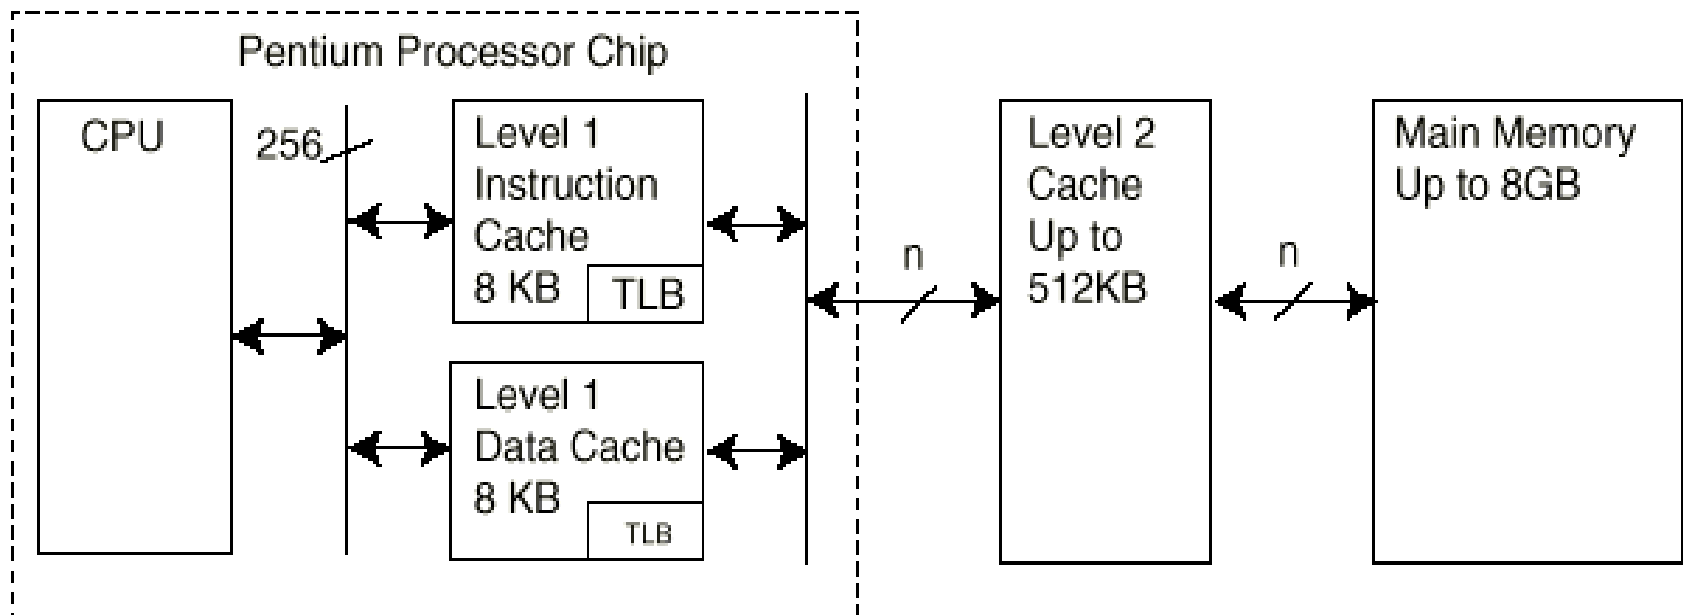 Pentium Processor Chip
CPU
256
Level 1
Instruction
Cache
8 KB
TLB
Level 1
Data Cache
8 KB
TLB
n
Level 2
Cache
Up to
512KB
n
Main Memory
Up to 8GB